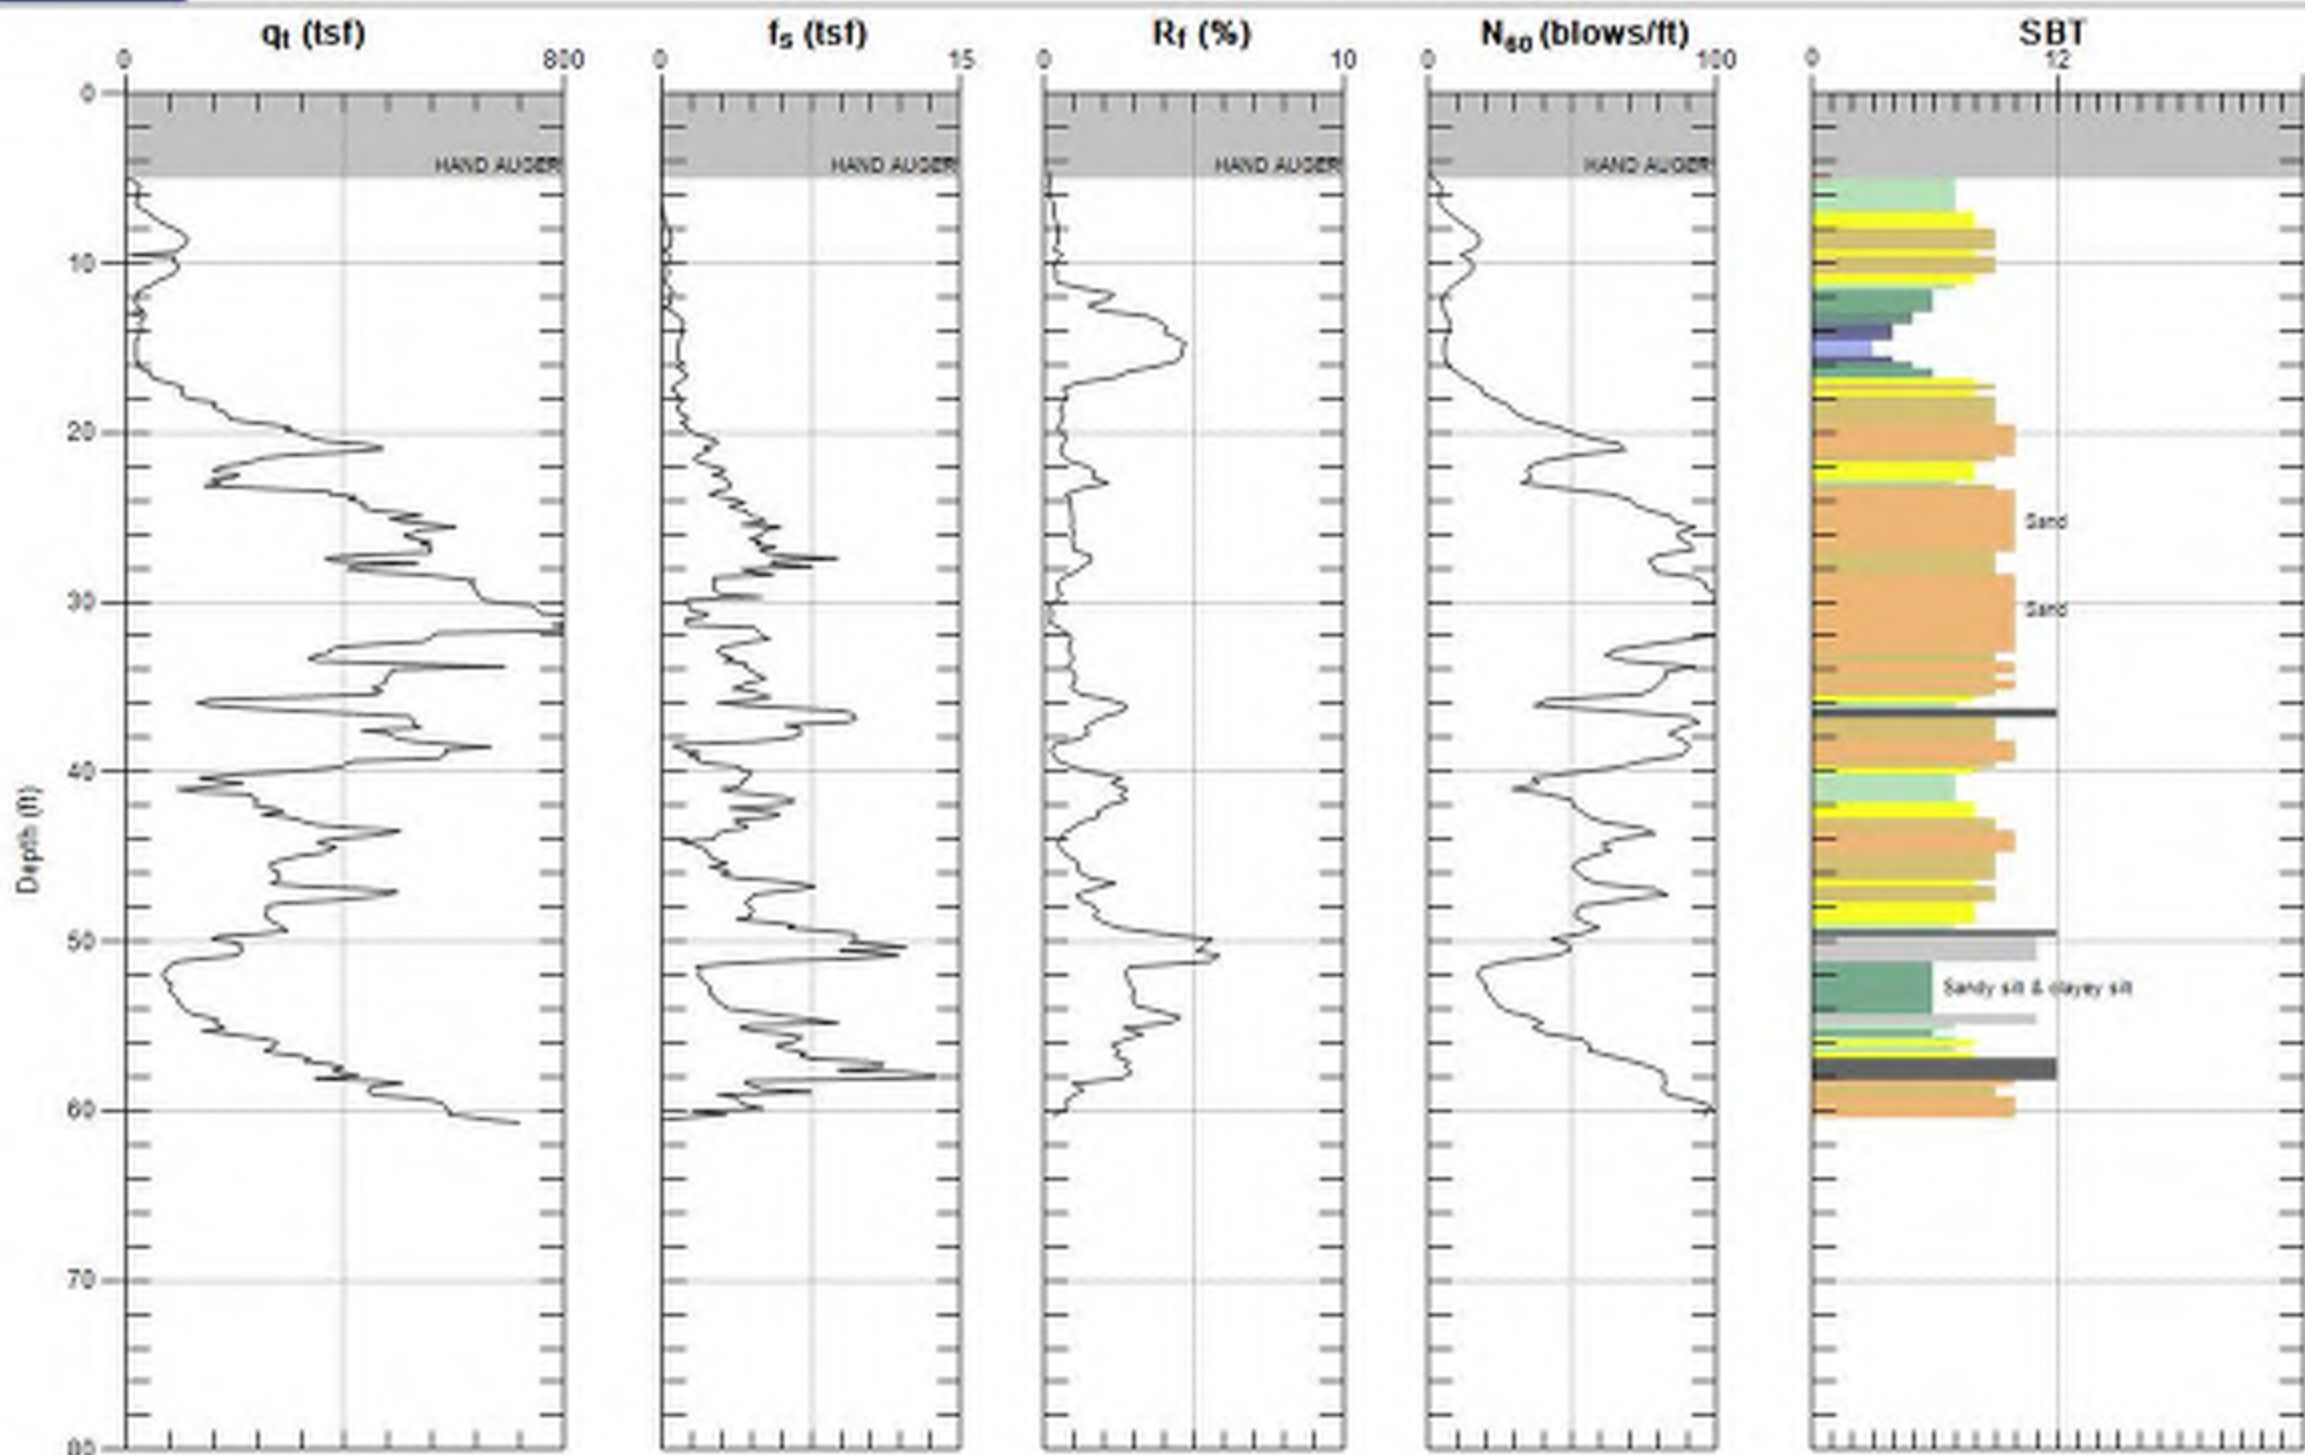 qt (tsf) fs (tsf) Rf (%) N60 (blows/ft) SBT
0 800 0 15 0 10 0 100 0 12
0
HAND AUGER HAND AUGER HAND AUGER HAND AUGER
10
20
Sand
30
Sand
40
Depth (ft)
50
Sandy silt & clayey silt
60
70
80